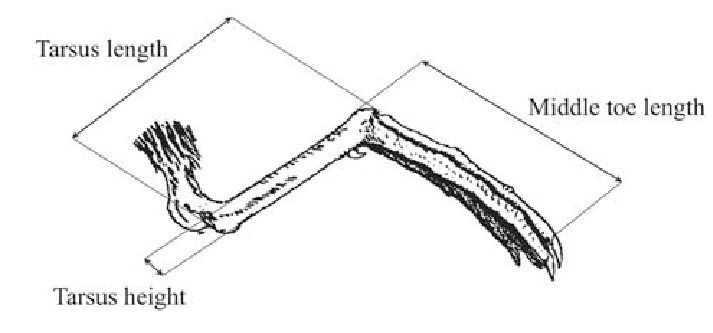 Tarsus length
Middle toe length
Tarsus height